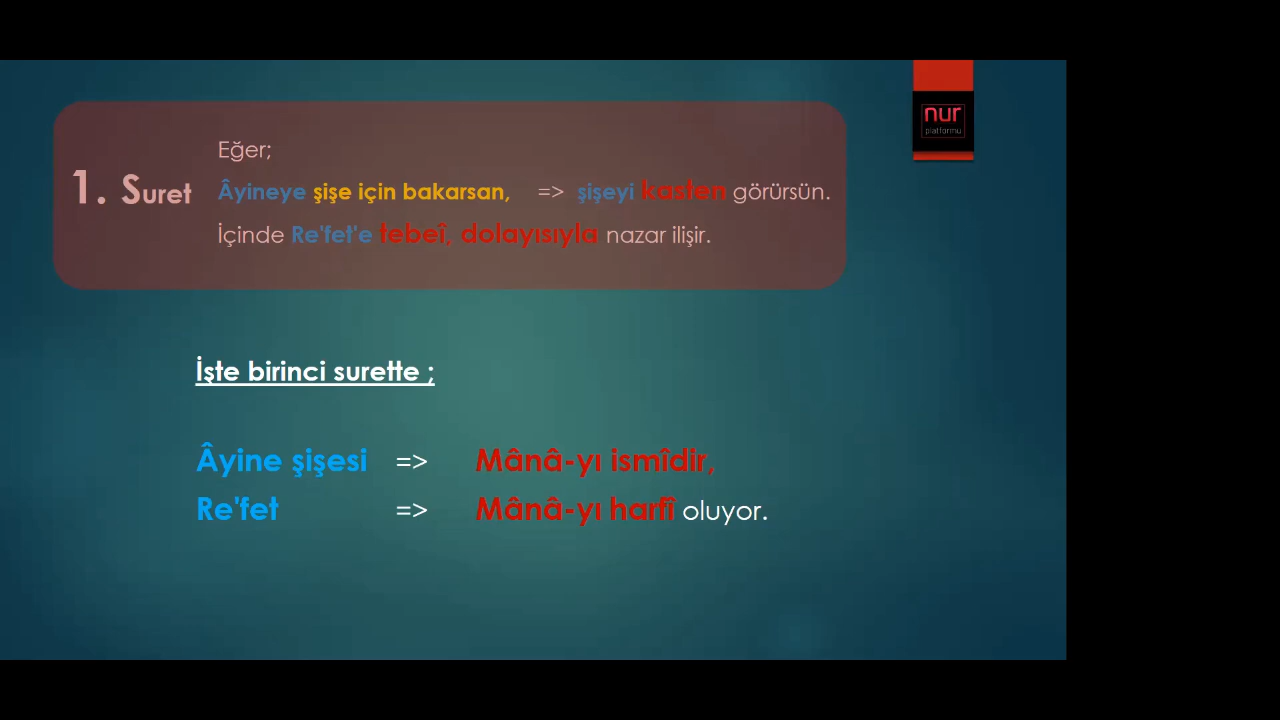 nur
platformu
Eğer;
1. Suret
Âyineye şişe için bakarsan, => şişeyi kasten görürsün.
İçinde Re'fet'e tebeî, dolayısıyla nazar ilişir.
İşte birinci surette ;
Âyine şişesi => Mânâ-yı ismîdir,
Re'fet => Mânâ-yı harfî oluyor.